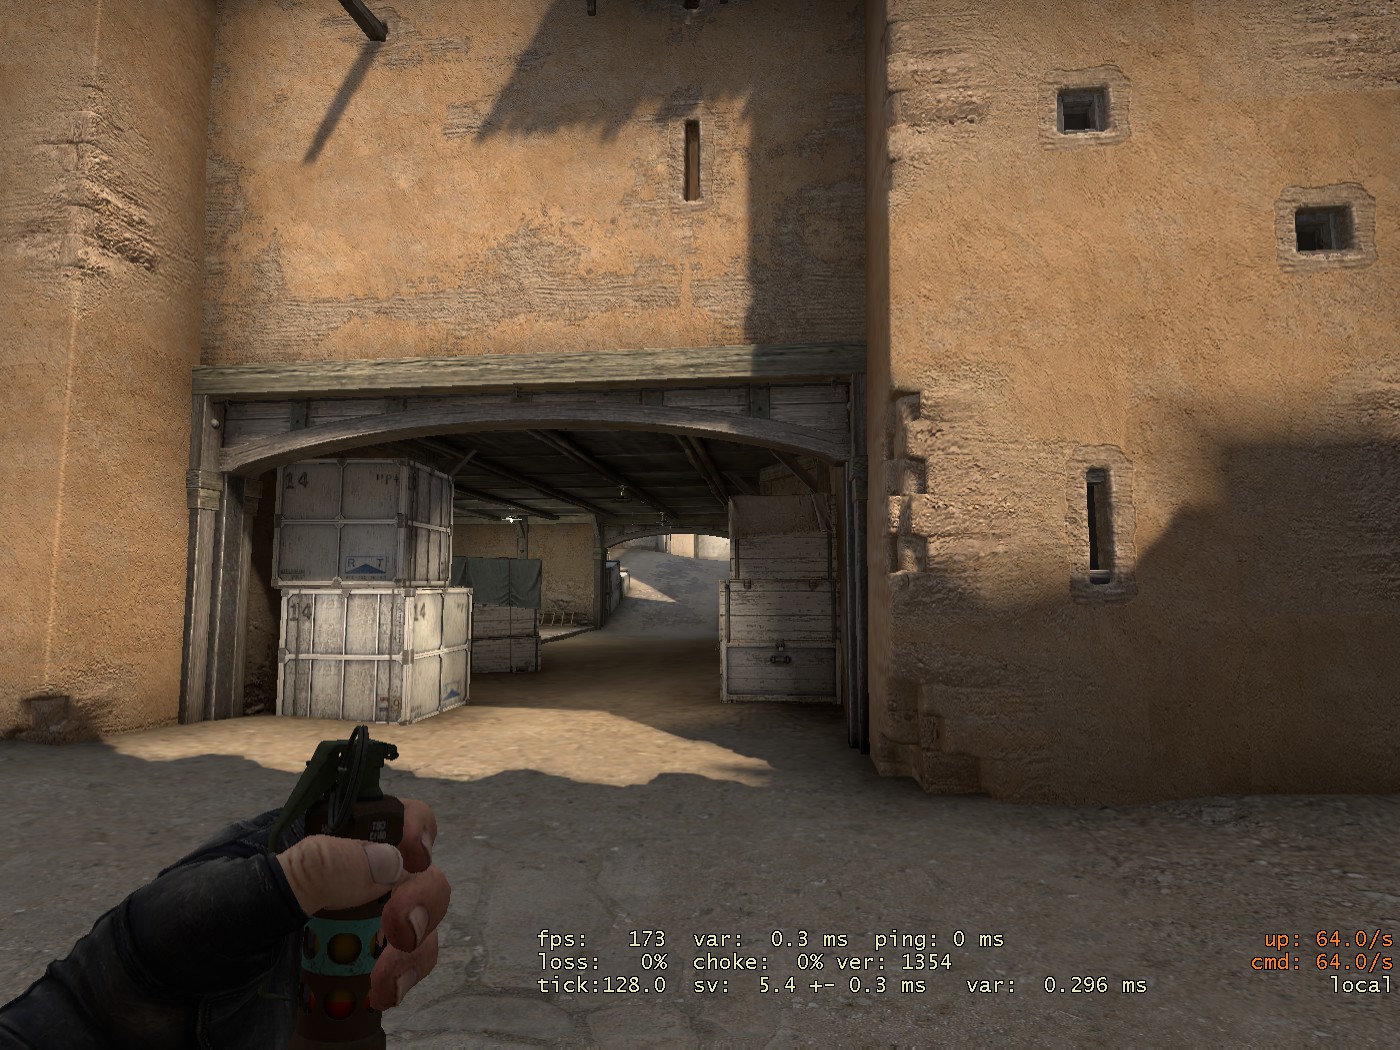 14
UP↑
R T
14
14
fps: 173 var: 0.3 ms ping: 0 ms
loss: 0% choke: 0% ver: 1354
tick:128.0 sv: 5.4 +- 0.3 ms var: 0.296 ms
up: 64.0/s
cmd: 64.0/s
local